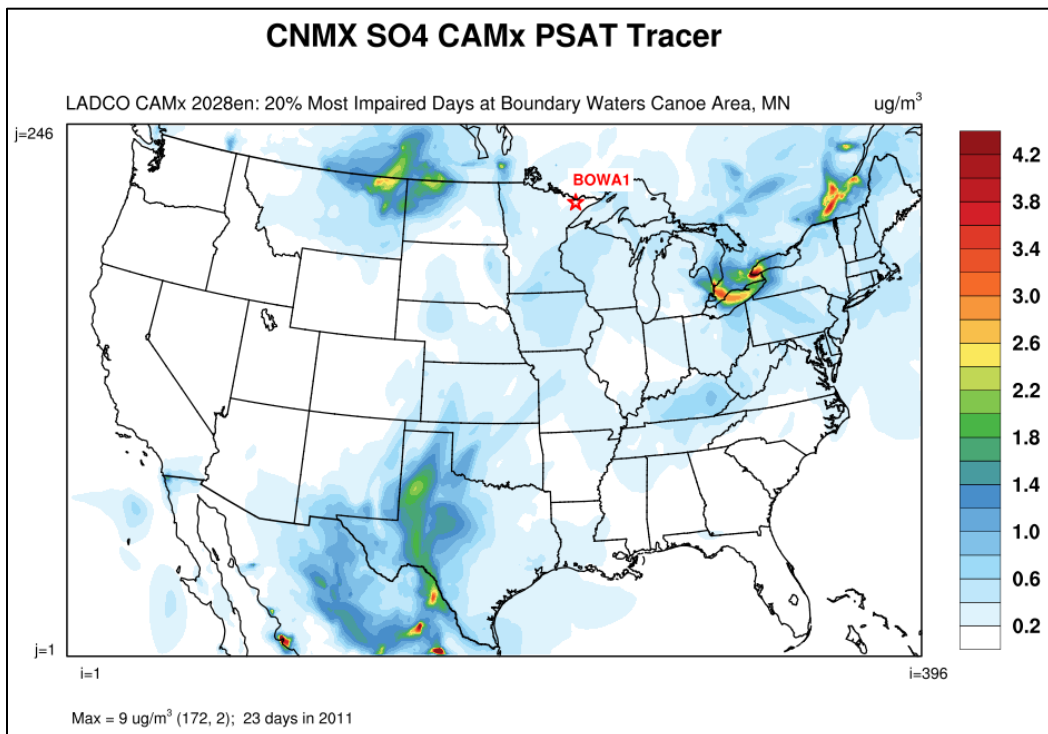 CNMX SO4 CAMx PSAT Tracer
LADCO CAMx 2028en: 20% Most Impaired Days at Boundary Waters Canoe Area, MN ug/m³
j=246
BOWA1
4.2
3.8
3.4
3.0
2.6
2.2
1.8
1.4
1.0
0.6
0.2
j=1
i=1 i=396
Max = 9 ug/m³ (172, 2); 23 days in 2011